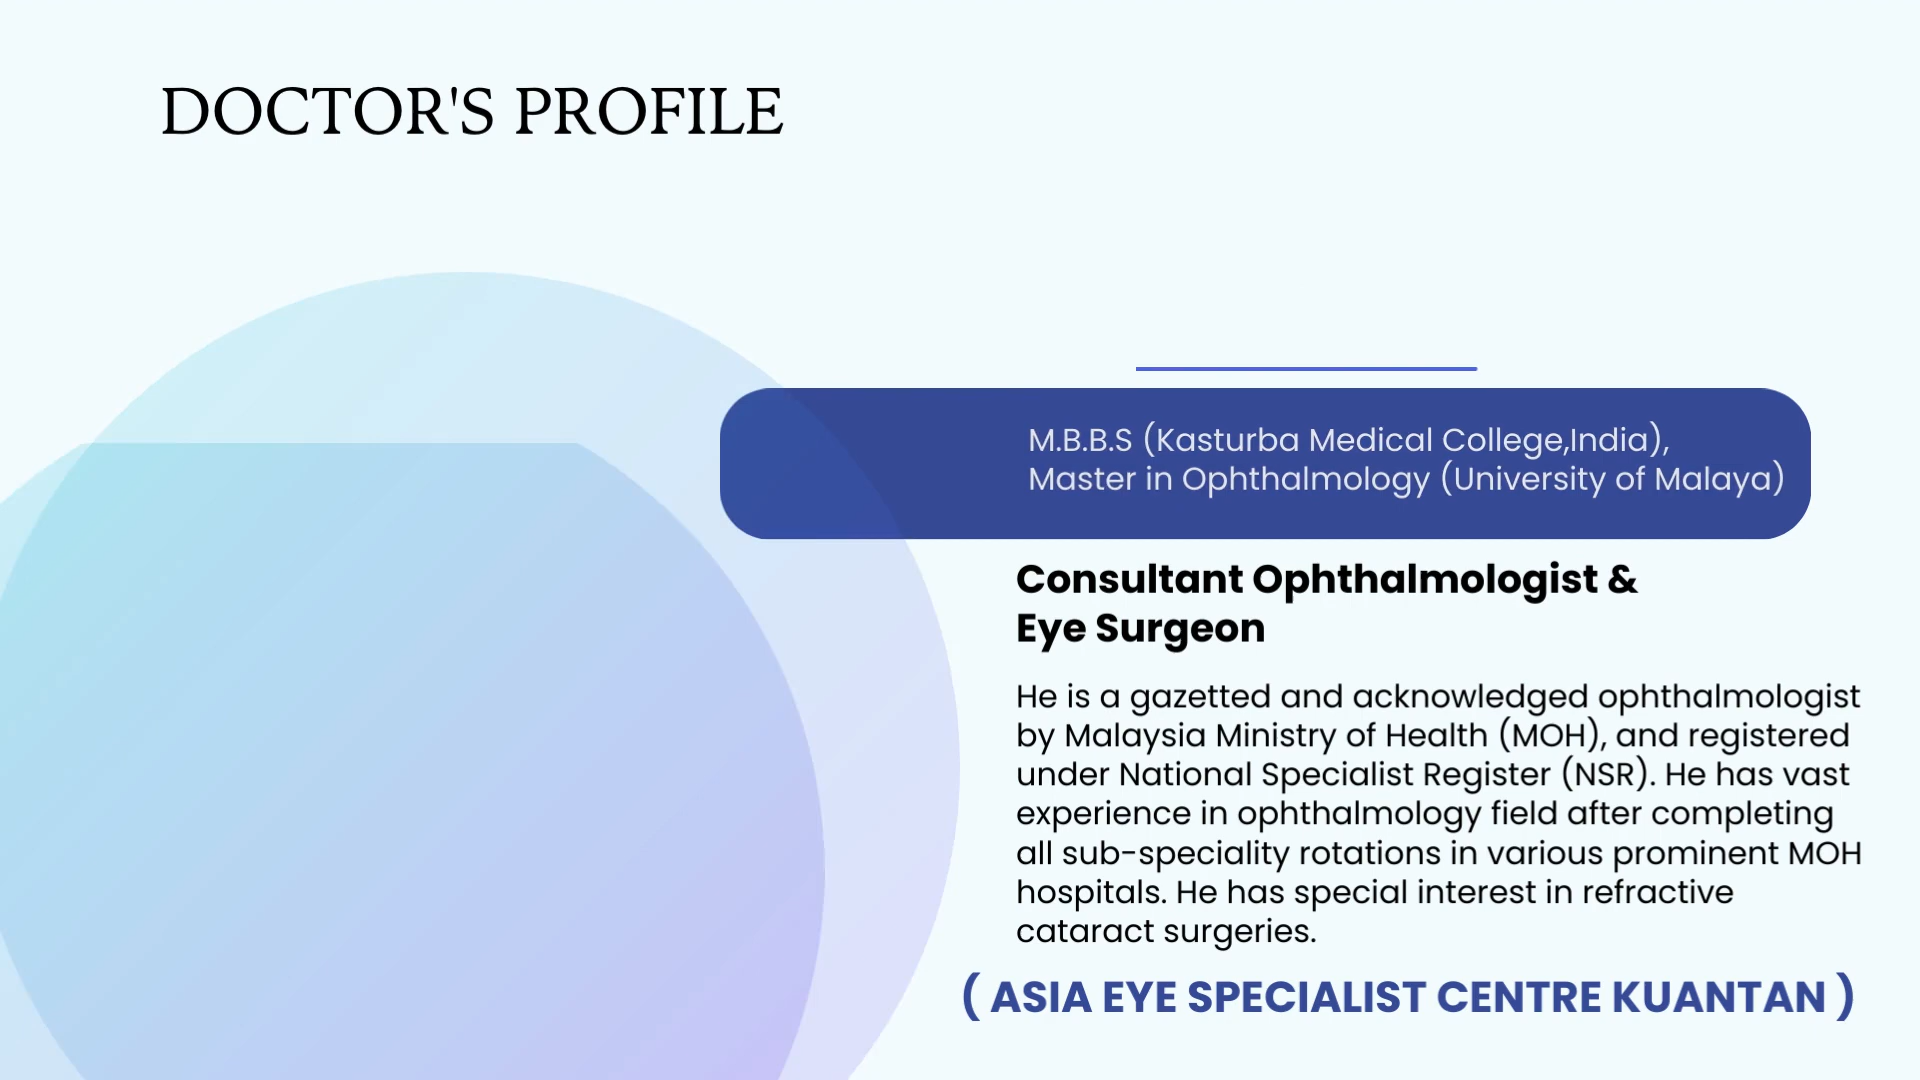 DOCTOR'S PROFILE
M.B.B.S (Kasturba Medical College,India),
Master in Ophthalmology (University of Malaya)
Consultant Ophthalmologist &
Eye Surgeon
He is a gazetted and acknowledged ophthalmologist
by Malaysia Ministry of Health (MOH), and registered
under National Specialist Register (NSR). He has vast
experience in ophthalmology field after completing
all sub-speciality rotations in various prominent MOH
hospitals. He has special interest in refractive
cataract surgeries.
( ASIA EYE SPECIALIST CENTRE KUANTAN )